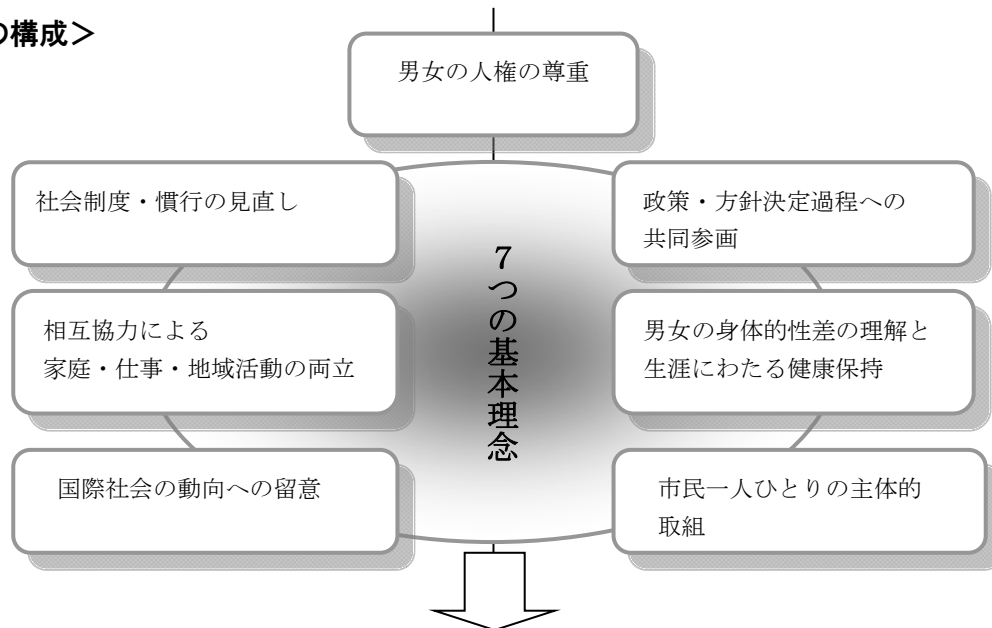 の構成＞
男女の人権の尊重
社会制度・慣行の見直し
政策・方針決定過程への
共同参画
７つの基本理念
相互協力による
家庭・仕事・地域活動の両立
男女の身体的性差の理解と
生涯にわたる健康保持
国際社会の動向への留意
市民一人ひとりの主体的
取組